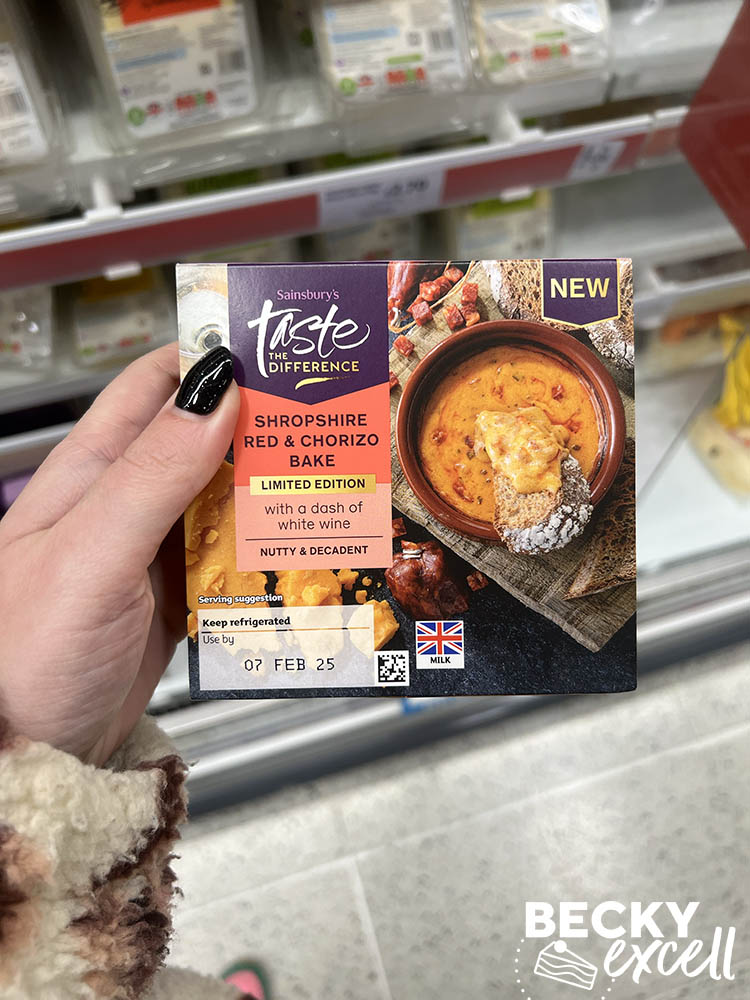 Sainsbury's
taste
THE
DIFFERENCE
NEW
SHROPSHIRE
RED & CHORIZO
BAKE
LIMITED EDITION
with a dash of
white wine
NUTTY & DECADENT
Serving suggestion
Keep refrigerated
Use by
07 FEB 25
MILK
BECKY
excell